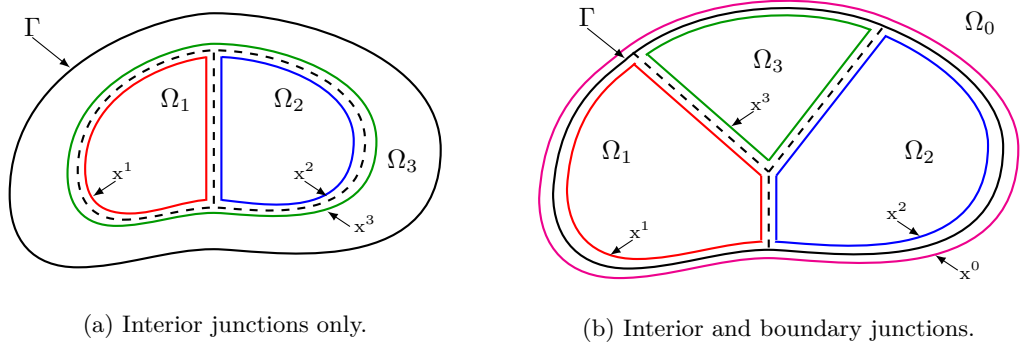 Γ
Ω₁
Ω₂
Ω₃
x¹
x²
x³
(a) Interior junctions only.
Γ
Ω₀
Ω₃
x³
Ω₁
Ω₂
x¹
x²
x⁰
(b) Interior and boundary junctions.